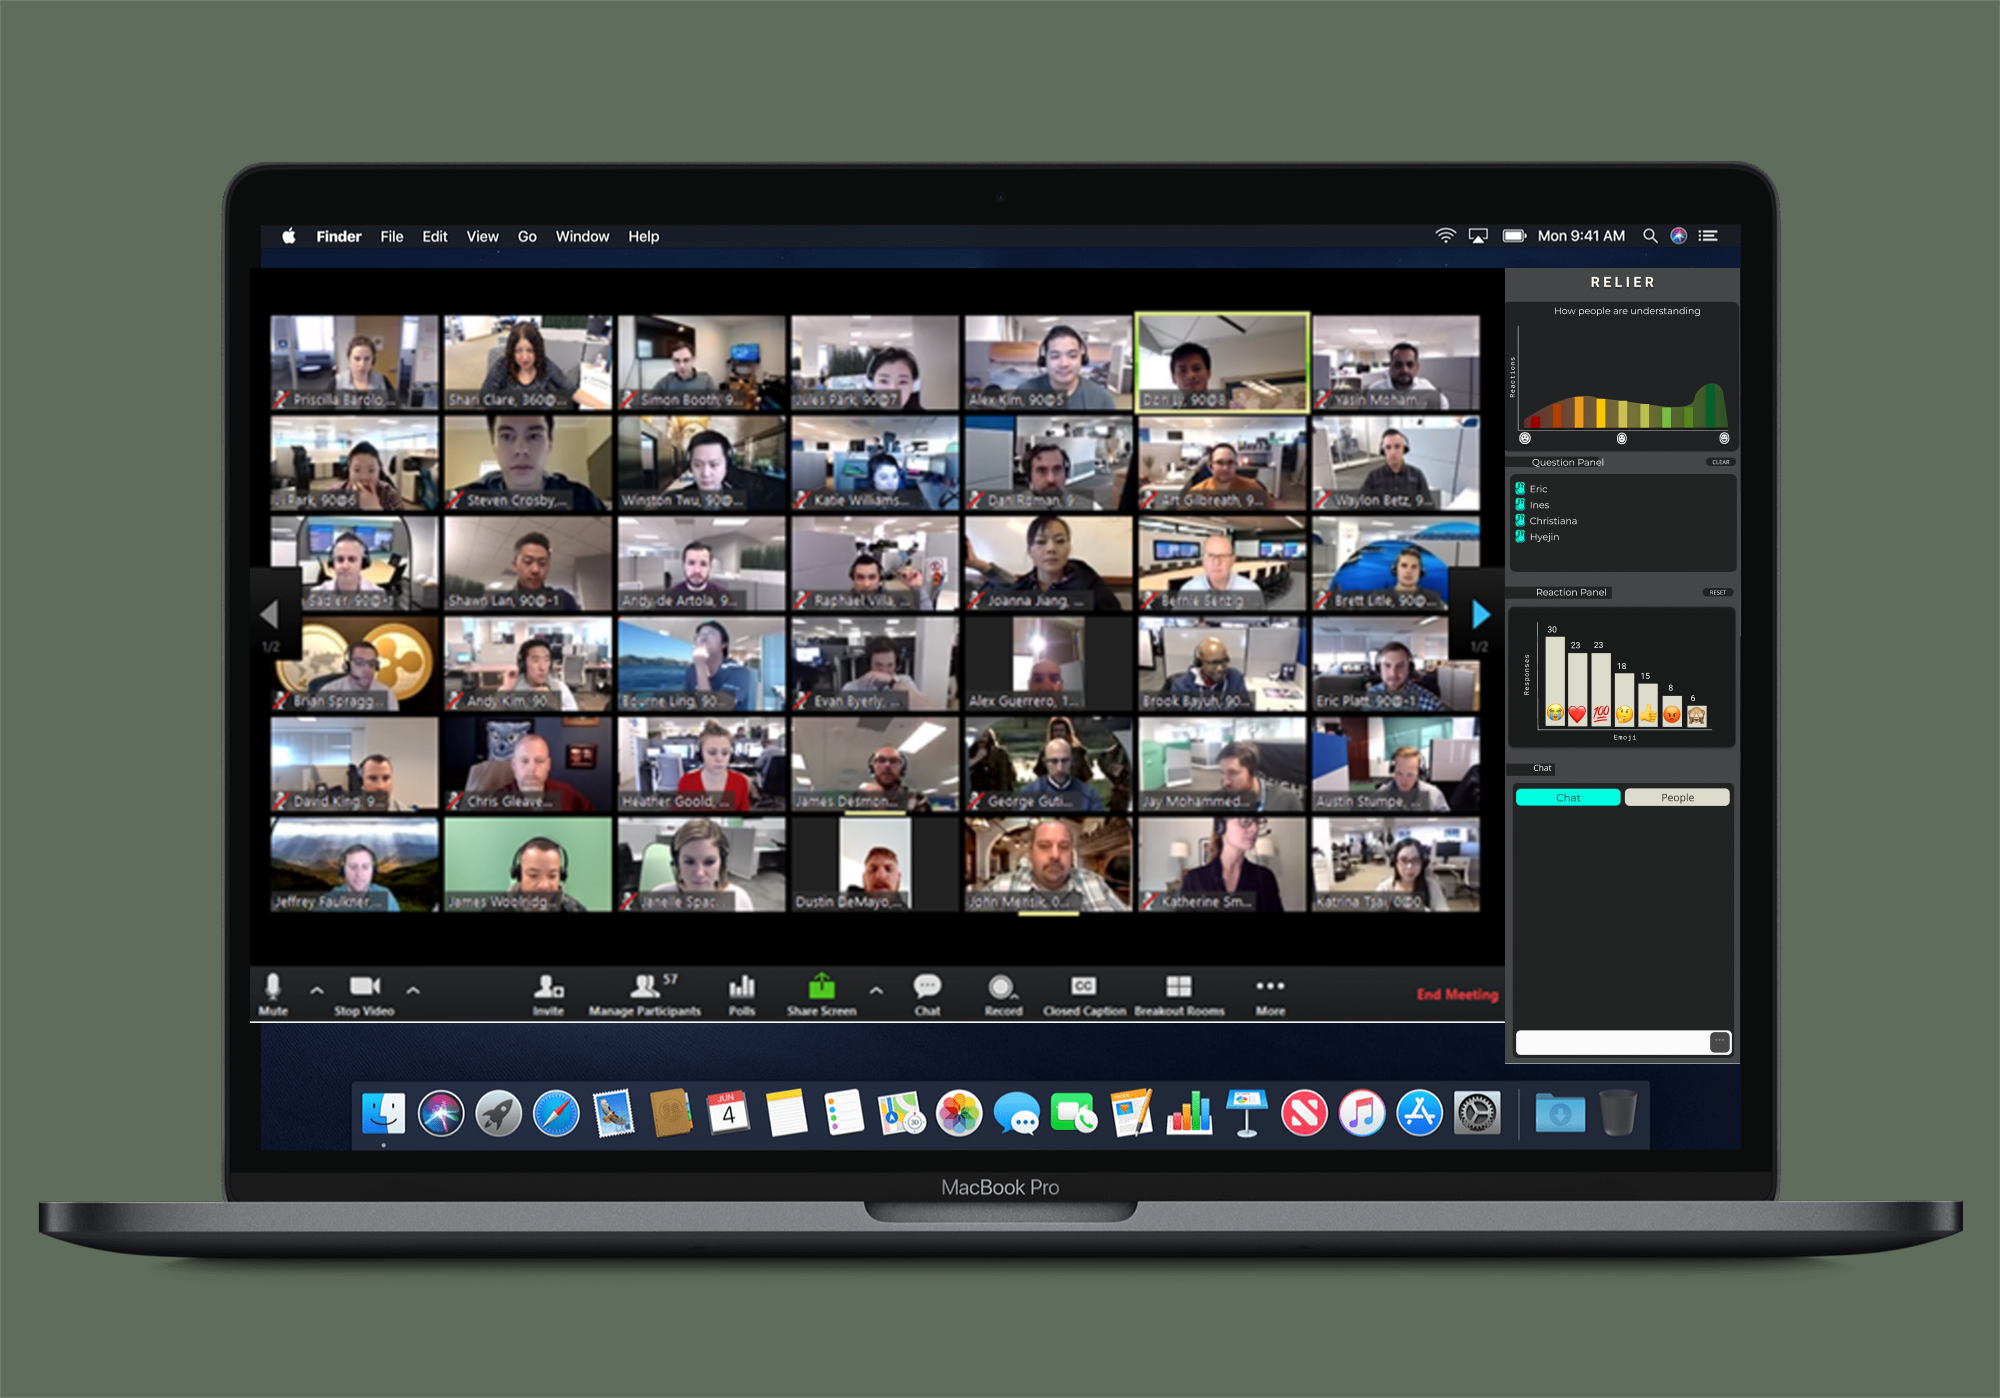 Finder File Edit View Go Window Help
Mon 9:41 AM
RELIER
How people are understanding
Reactions
Priscilla Barolo,...
Shari Clare, 360@...
Simon Booth, 9...
Jules Park, 90@7
Alex Kim, 90@5
Don Ly, 90@8
Yasin Moham...
Park, 90@6
Steven Crosby,...
Winston Twu, 90@...
Katie Williams...
Dan Roman, 9...
Art Gilbreath, 9...
Waylon Betz, 9...
Sadler, 90@-1
Shawn Lan, 90@-1
Andy de Artola, 9...
Raphael Villa, ...
Joanna Jiang, ...
Bernie Senzig
Brett Litle, 90@...
1/2
1/2
Brian Spragg...
Andy Kim, 90...
Bourne Ling, 90...
Evan Byerly, ...
Alex Guerrero, 1...
Brook Bayuh, 90...
Eric Platt, 90@-1
David King, 9...
Chris Gleave...
Heather Goold, ...
James Desmon...
George Guti...
Jay Mohammed...
Austin Stumpe, ...
Jeffrey Faulkner,...
James Woolridg...
Janelle Spac...
Dustin DeMayo,...
John Mensik, 0...
Katherine Sm...
Katrina Tsai, 0@0
Question Panel
CLEAR
Eric
Ines
Christiana
Hyejin
Reaction Panel
RESET
Responses
30
23 23
18
15
8
6
100
Emoji
Chat
Chat People
57
Mute Stop Video Invite Manage Participants Polls Share Screen Chat Record Closed Caption Breakout Rooms More
CC
End Meeting
JUN
4
PAGES
30
MacBook Pro